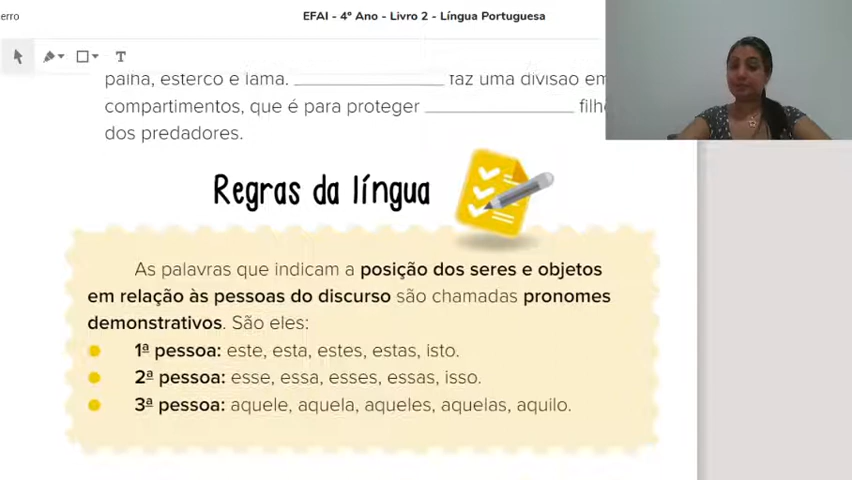 erro
EFAI - 4º Ano - Livro 2 - Língua Portuguesa
T
palha, esterco e lama. ____________ faz uma divisão em
compartimentos, que é para proteger ____________ filh
dos predadores.
Regras da língua
As palavras que indicam a posição dos seres e objetos
em relação às pessoas do discurso são chamadas pronomes
demonstrativos. São eles:
1ª pessoa: este, esta, estes, estas, isto.
2ª pessoa: esse, essa, esses, essas, isso.
3ª pessoa: aquele, aquela, aqueles, aquelas, aquilo.